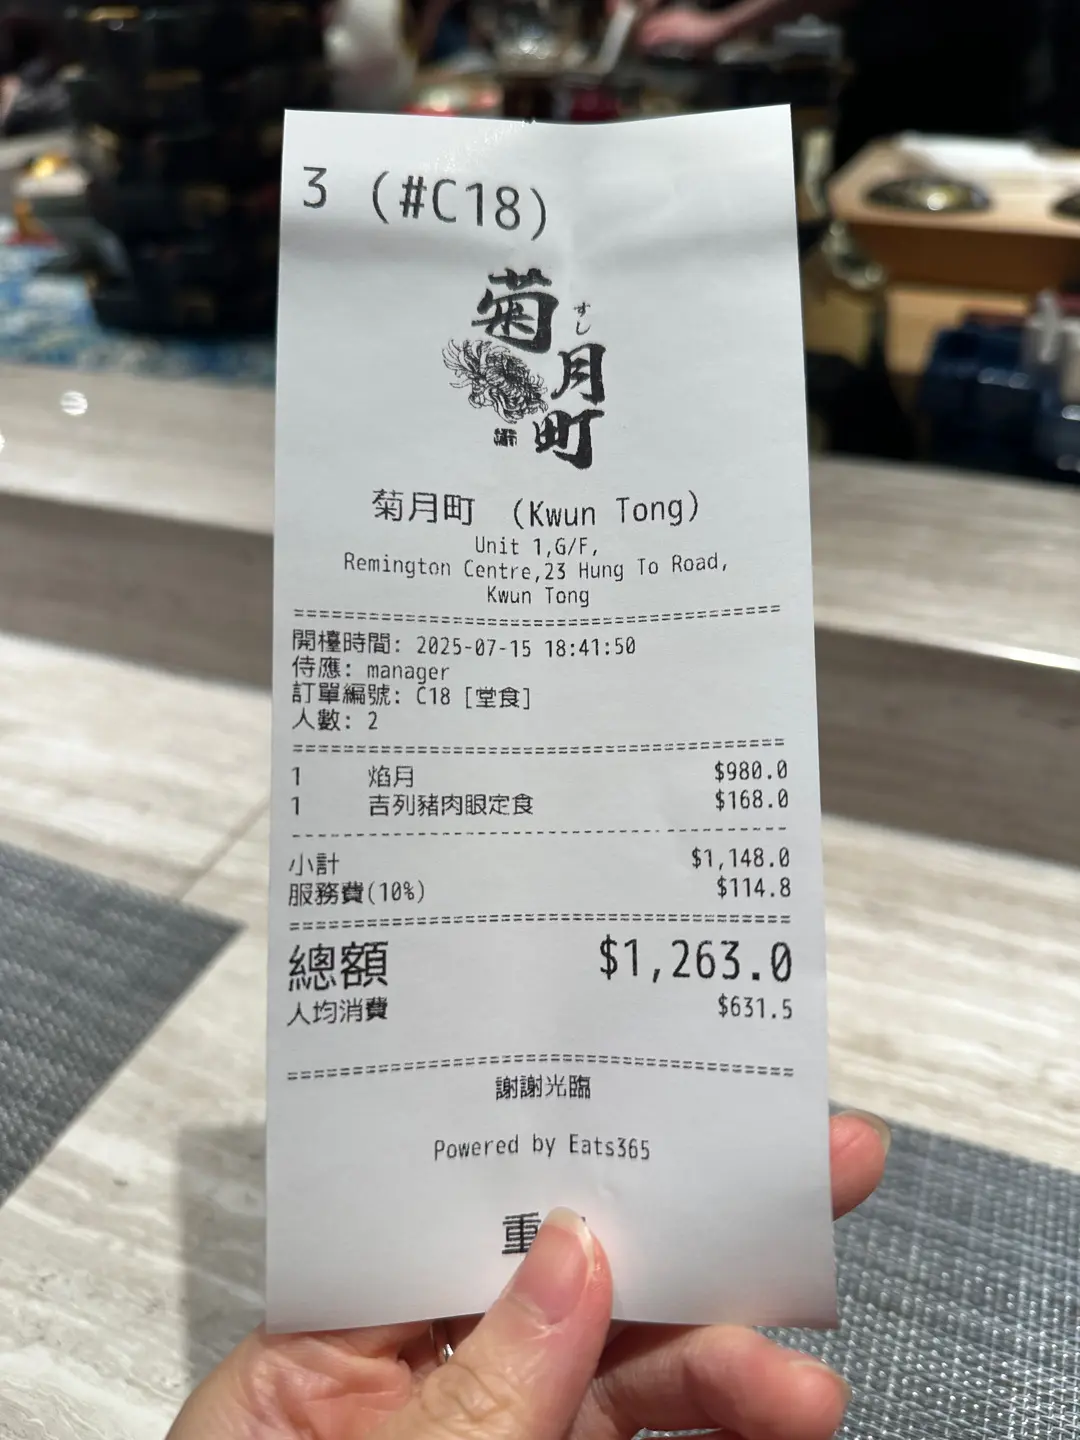 3 (#C18)
菊月町
すし
菊月町 (Kwun Tong)
Unit 1,G/F,
Remington Centre,23 Hung To Road,
Kwun Tong
開檯時間: 2025-07-15 18:41:50
侍應: manager
訂單編號: C18 [堂食]
人數: 2
1 焰月 $980.0
1 吉列豬肉眼定食 $168.0
小計 $1,148.0
服務費(10%) $114.8
總額 $1,263.0
人均消費 $631.5
謝謝光臨
Powered by Eats365
重